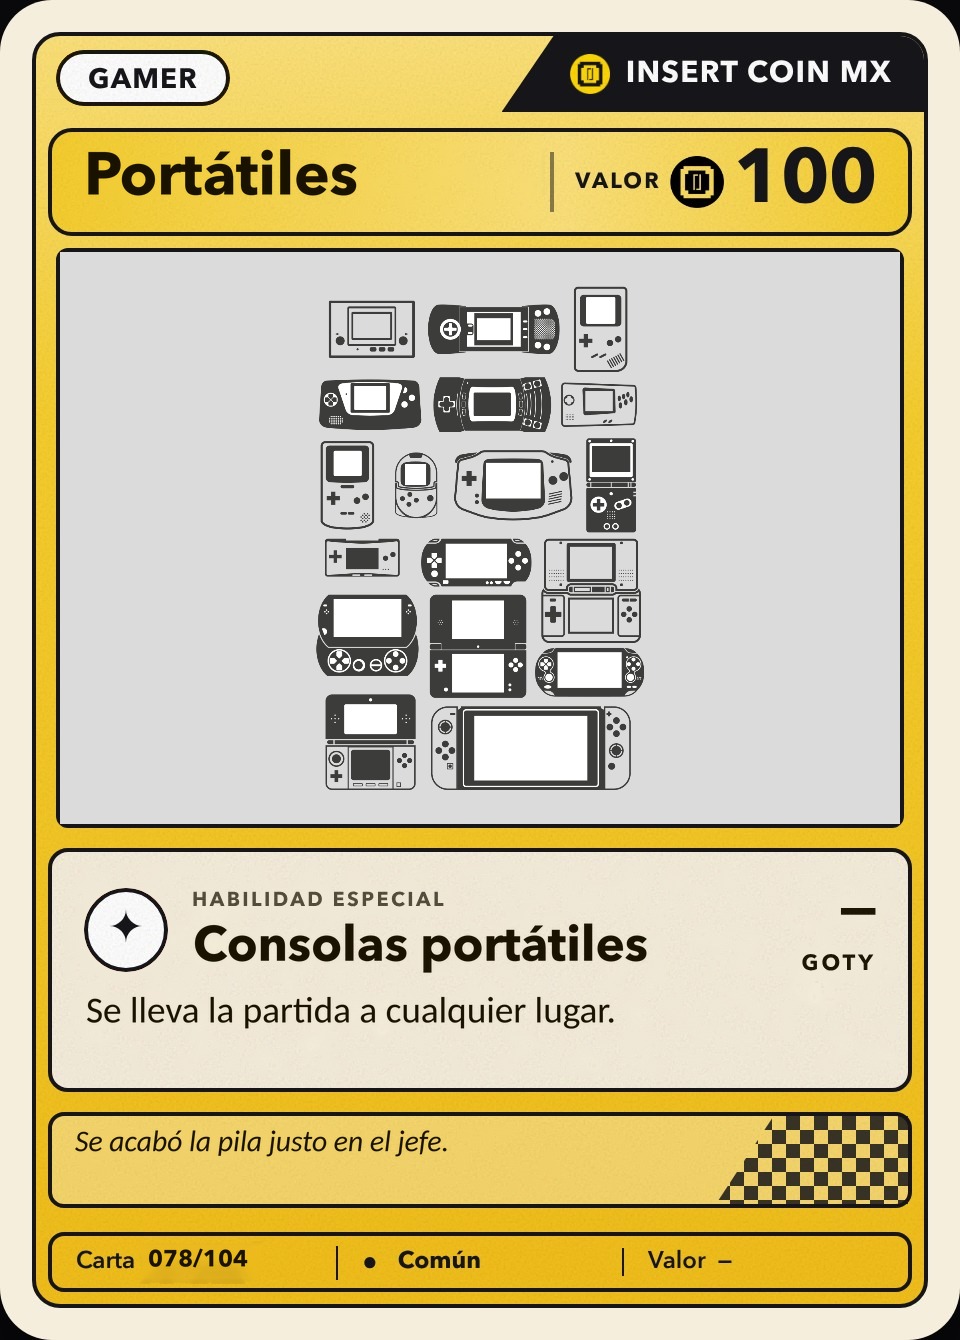 GAMER
INSERT COIN MX
Portátiles
VALOR 100
HABILIDAD ESPECIAL
Consolas portátiles
–
GOTY
Se lleva la partida a cualquier lugar.
Se acabó la pila justo en el jefe.
Carta 078/104
● Común
Valor –